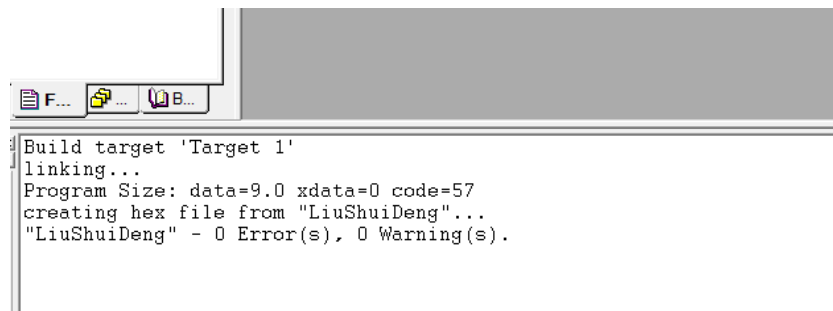 F...
...
B...
Build target 'Target 1'
linking...
Program Size: data=9.0 xdata=0 code=57
creating hex file from "LiuShuiDeng"...
"LiuShuiDeng" - 0 Error(s), 0 Warning(s).